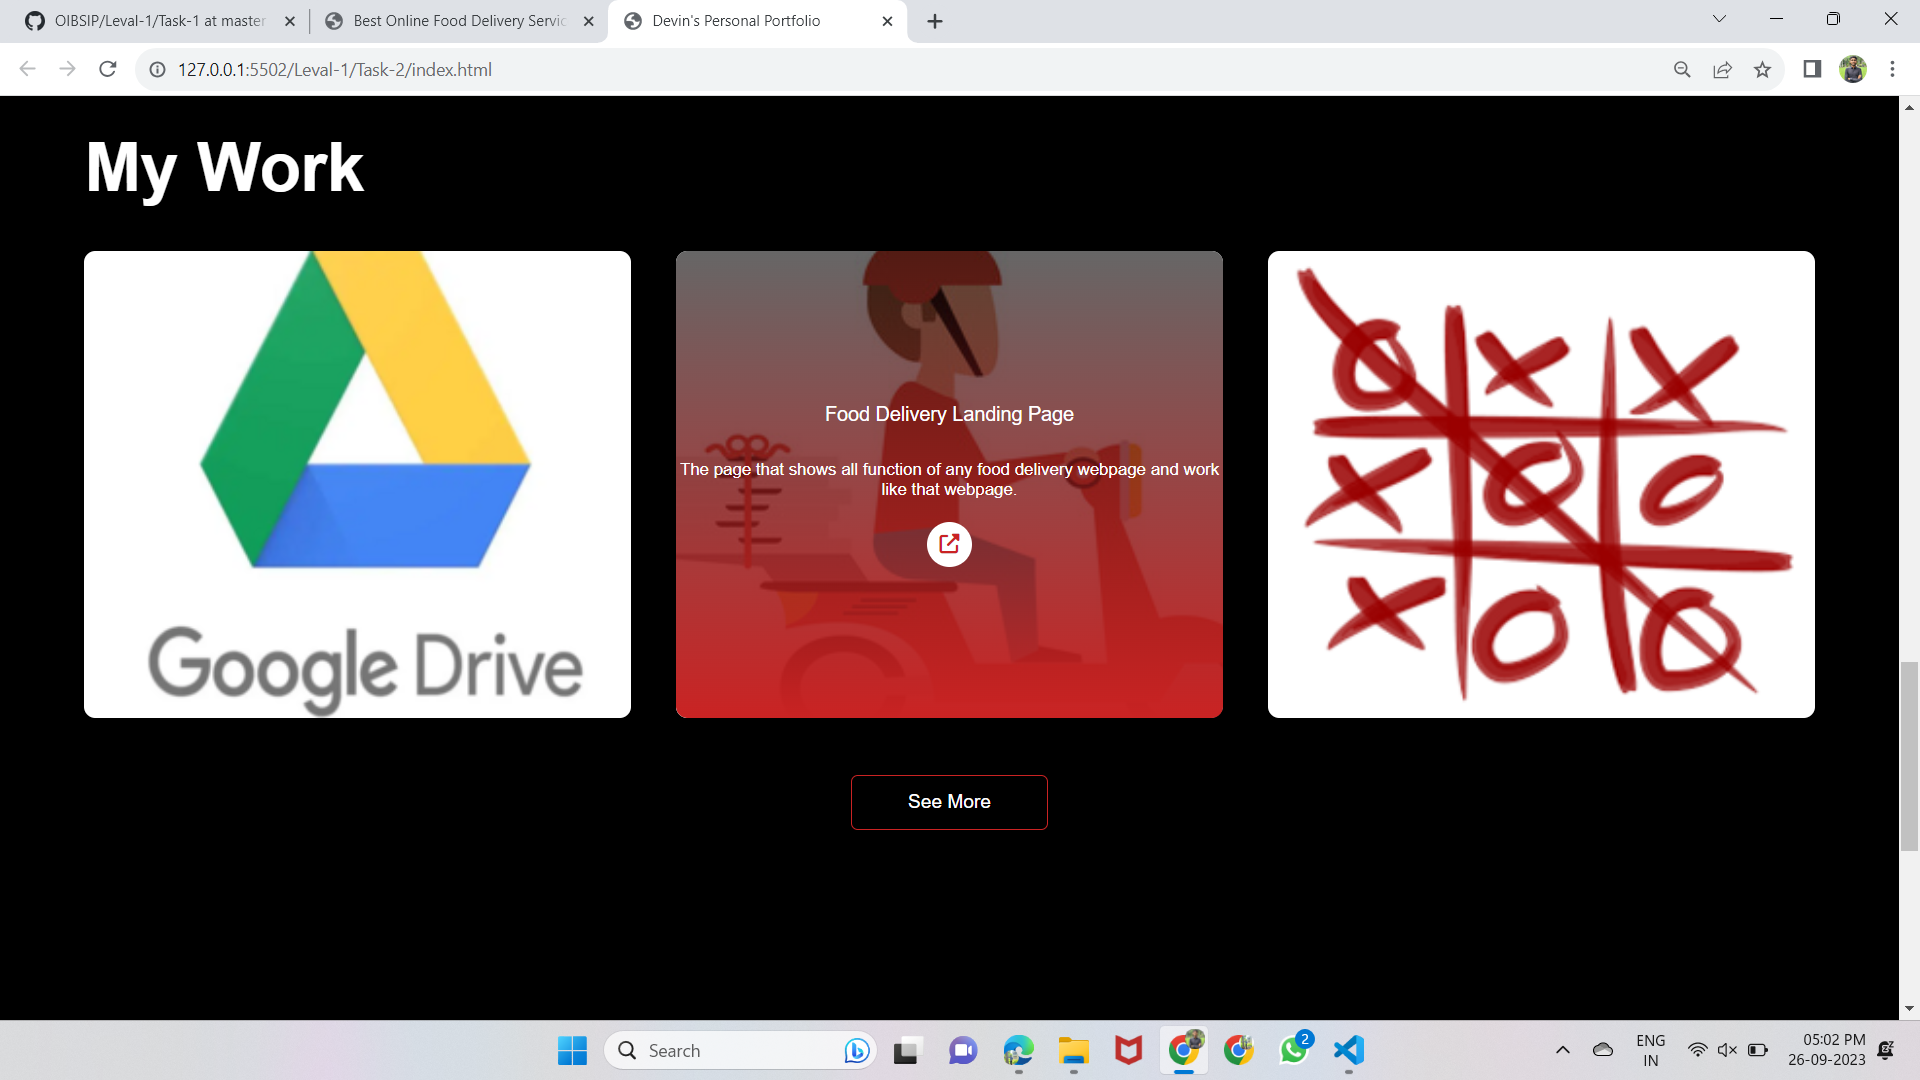 OIBSIP/Leval-1/Task-1 at master
Best Online Food Delivery Servic
Devin's Personal Portfolio
127.0.0.1:5502/Leval-1/Task-2/index.html
My Work
Google Drive
Food Delivery Landing Page
The page that shows all function of any food delivery webpage and work
like that webpage.
See More
Search
2
ENG
IN
05:02 PM
26-09-2023